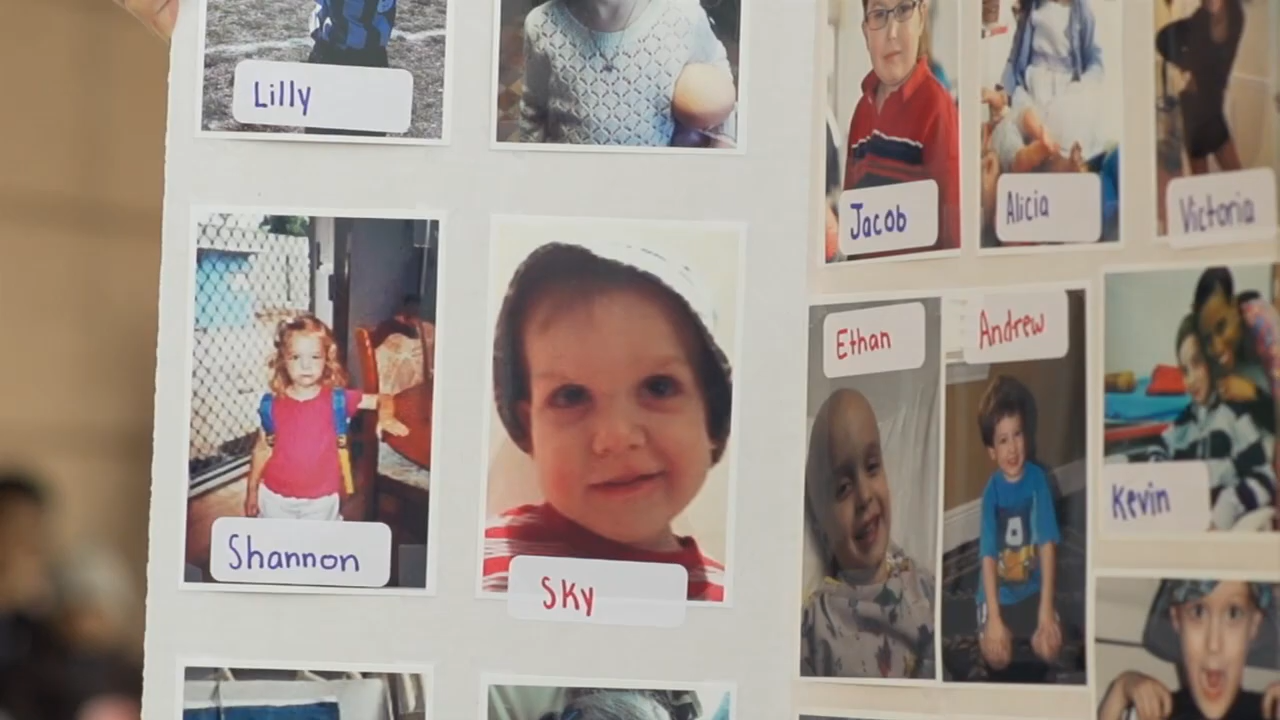 Lilly
Jacob
Alicia
Victoria
Ethan
Andrew
Kevin
Shannon
Sky